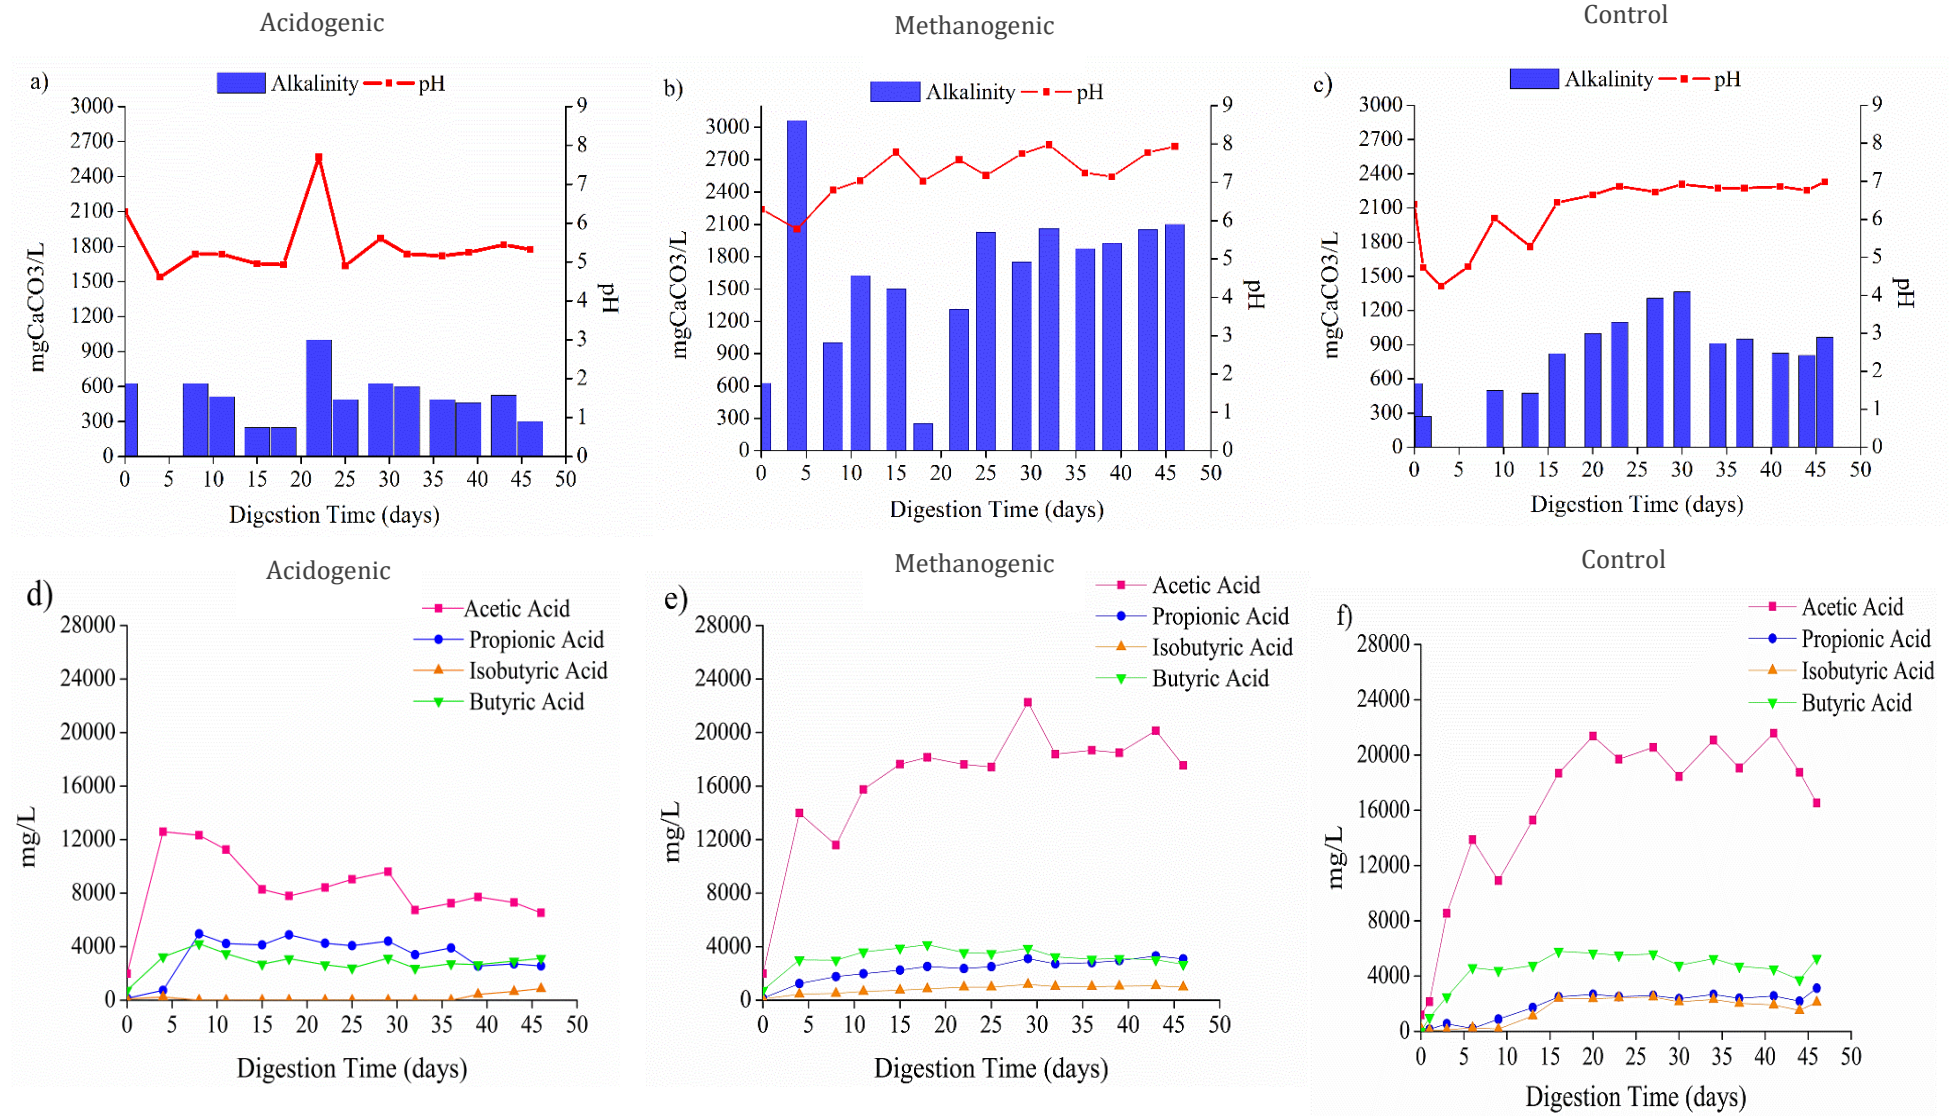 Acidogenic
Methanogenic
Control
a)
Alkalinity
pH
3000
2700
2400
2100
1800
1500
1200
900
600
300
0
mgCaCO3/L
9
8
7
6
5
4
3
2
1
0
pH
0 5 10 15 20 25 30 35 40 45 50
Digestion Time (days)
b)
Alkalinity
pH
3000
2700
2400
2100
1800
1500
1200
900
600
300
0
mgCaCO3/L
9
8
7
6
5
4
3
2
1
0
pH
0 5 10 15 20 25 30 35 40 45 50
Digestion Time (days)
c)
Alkalinity
pH
3000
2700
2400
2100
1800
1500
1200
900
600
300
0
mgCaCO3/L
9
8
7
6
5
4
3
2
1
0
pH
0 5 10 15 20 25 30 35 40 45 50
Digestion Time (days)
Acidogenic
Methanogenic
Control
d)
Acetic Acid
Propionic Acid
Isobutyric Acid
Butyric Acid
28000
24000
20000
16000
12000
8000
4000
0
mg/L
0 5 10 15 20 25 30 35 40 45 50
Digestion Time (days)
e)
Acetic Acid
Propionic Acid
Isobutyric Acid
Butyric Acid
28000
24000
20000
16000
12000
8000
4000
0
mg/L
0 5 10 15 20 25 30 35 40 45 50
Digestion Time (days)
f)
Acetic Acid
Propionic Acid
Isobutyric Acid
Butyric Acid
28000
24000
20000
16000
12000
8000
4000
0
mg/L
0 5 10 15 20 25 30 35 40 45 50
Digestion Time (days)